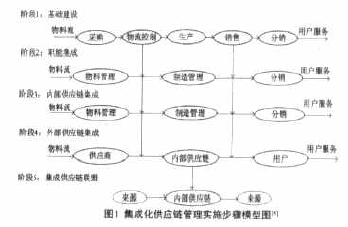 阶段1：基础建设
物料流 用户服务
采购 物流控制 生产 销售 分销
阶段2：职能集成
物料流 用户服务
物料管理 制造管理 分销
阶段3：内部供应链集成
物料流 用户服务
物料管理 制造管理 分销
阶段4：外部供应链集成
物料流 用户服务
供应商 内部供应链 用户
阶段5：集成供应链联盟
来源 内部供应链 来源
图1 集成化供应链管理实施步骤模型图